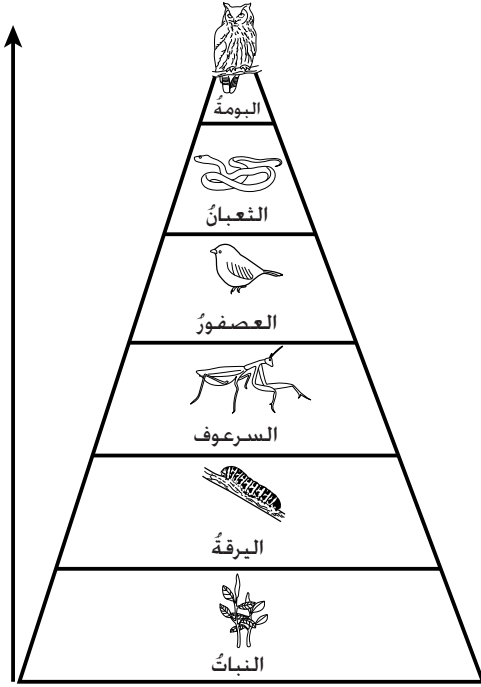 البومةُ
الثعبانُ
العصفورُ
السرعوف
اليرقةُ
النباتُ